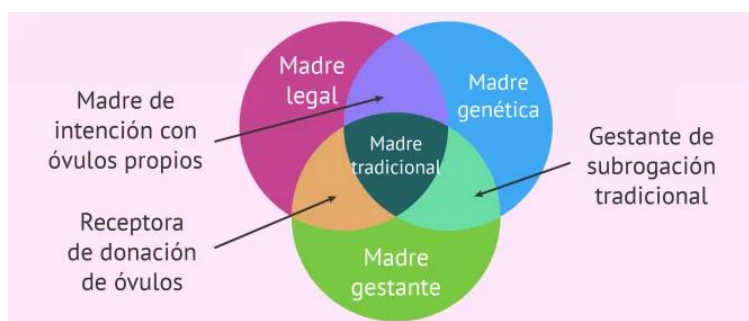 Madre
legal
Madre
genética
Madre de
intención con
óvulos propios
Madre
tradicional
Gestante de
subrogación
tradicional
Receptora
de donación
de óvulos
Madre
gestante